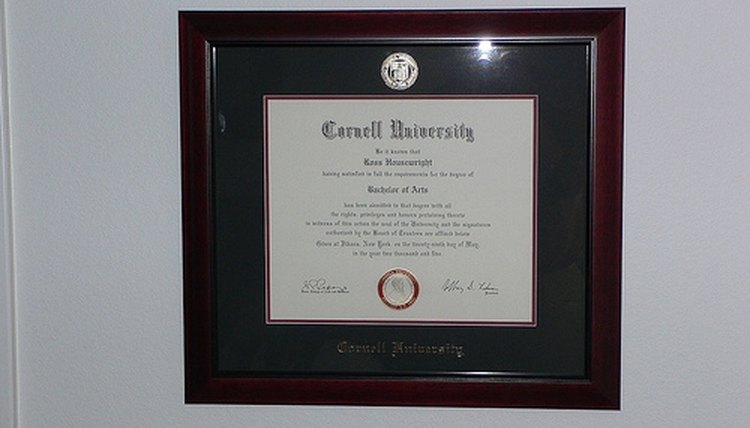 Cornell University
Be it known that
Ross Housewright
having satisfied in full the requirements for the degree of
Bachelor of Arts
has been admitted to that degree with all
the rights, privileges and honors pertaining thereto
in witness of this action the seal of the University and the signatures
authorized by the Board of Trustees are affixed below
Given at Ithaca, New York, on the twenty-ninth day of May,
in the year two thousand and five.
Cornell University